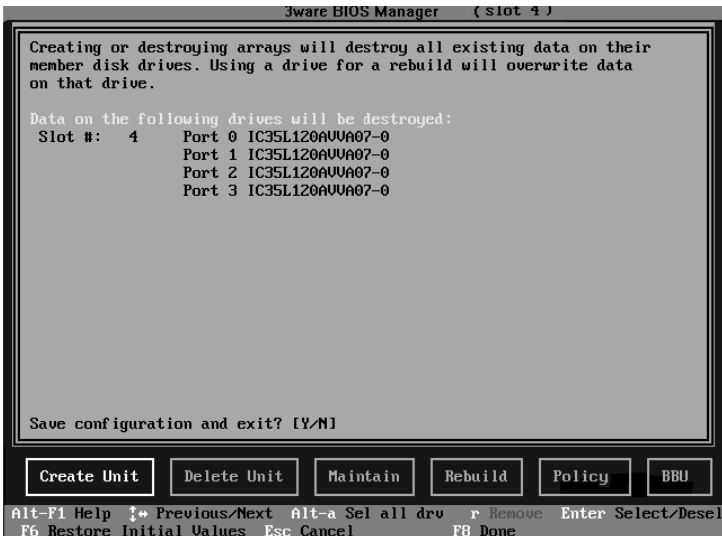 3ware BIOS Manager (slot 4)
Creating or destroying arrays will destroy all existing data on their
member disk drives. Using a drive for a rebuild will overwrite data
on that drive.
Data on the following drives will be destroyed:
Slot #: 4 Port 0 IC35L120AVVA07-0
Port 1 IC35L120AVVA07-0
Port 2 IC35L120AVVA07-0
Port 3 IC35L120AVVA07-0
Save configuration and exit? [Y/N]
Create Unit Delete Unit Maintain Rebuild Policy BBU
Alt-F1 Help ↕↔ Previous/Next Alt-a Sel all drv r Remove Enter Select/Desel
F6 Restore Initial Values Esc Cancel F8 Done